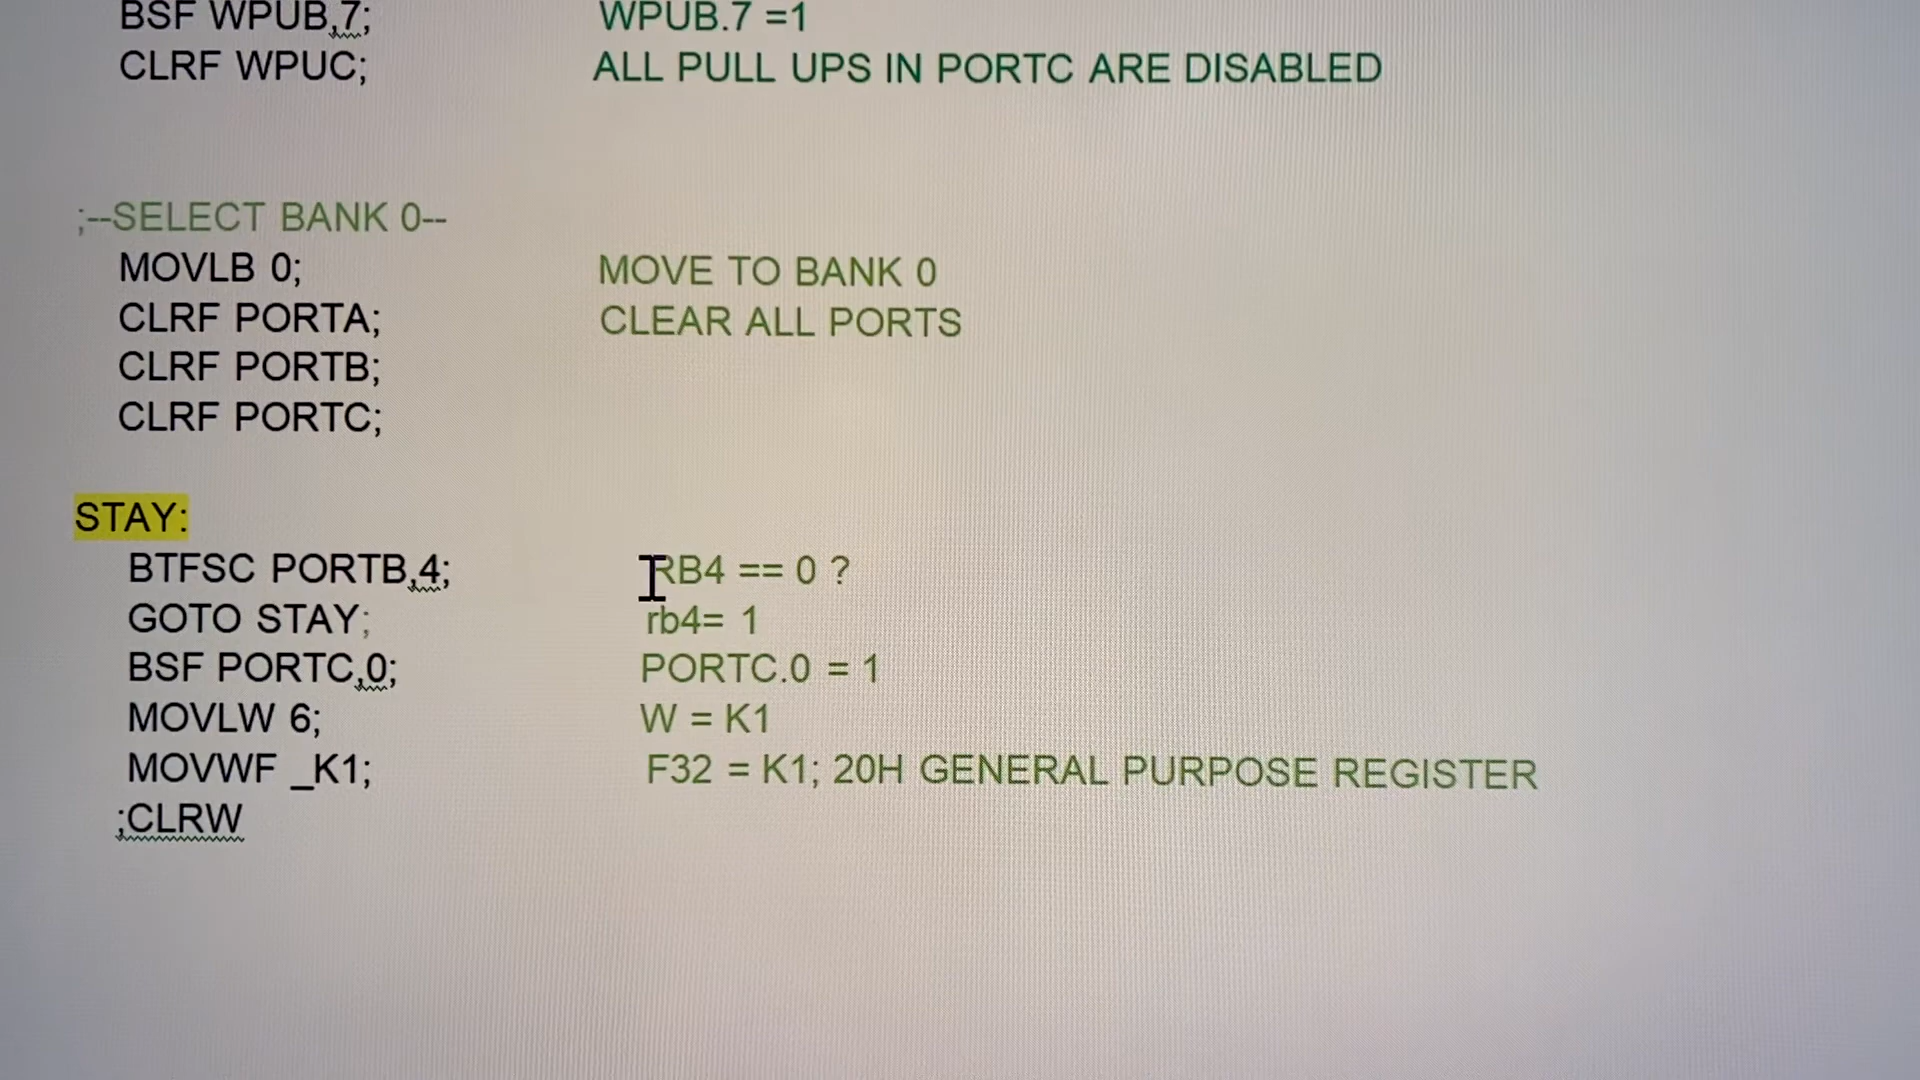 BSF WPUB,7; WPUB.7 =1
CLRF WPUC; ALL PULL UPS IN PORTC ARE DISABLED
;--SELECT BANK 0--
MOVLB 0; MOVE TO BANK 0
CLRF PORTA; CLEAR ALL PORTS
CLRF PORTB;
CLRF PORTC;
STAY:
BTFSC PORTB,4; RB4 == 0 ?
GOTO STAY; rb4= 1
BSF PORTC,0; PORTC.0 = 1
MOVLW 6; W = K1
MOVWF _K1; F32 = K1; 20H GENERAL PURPOSE REGISTER
;CLRW